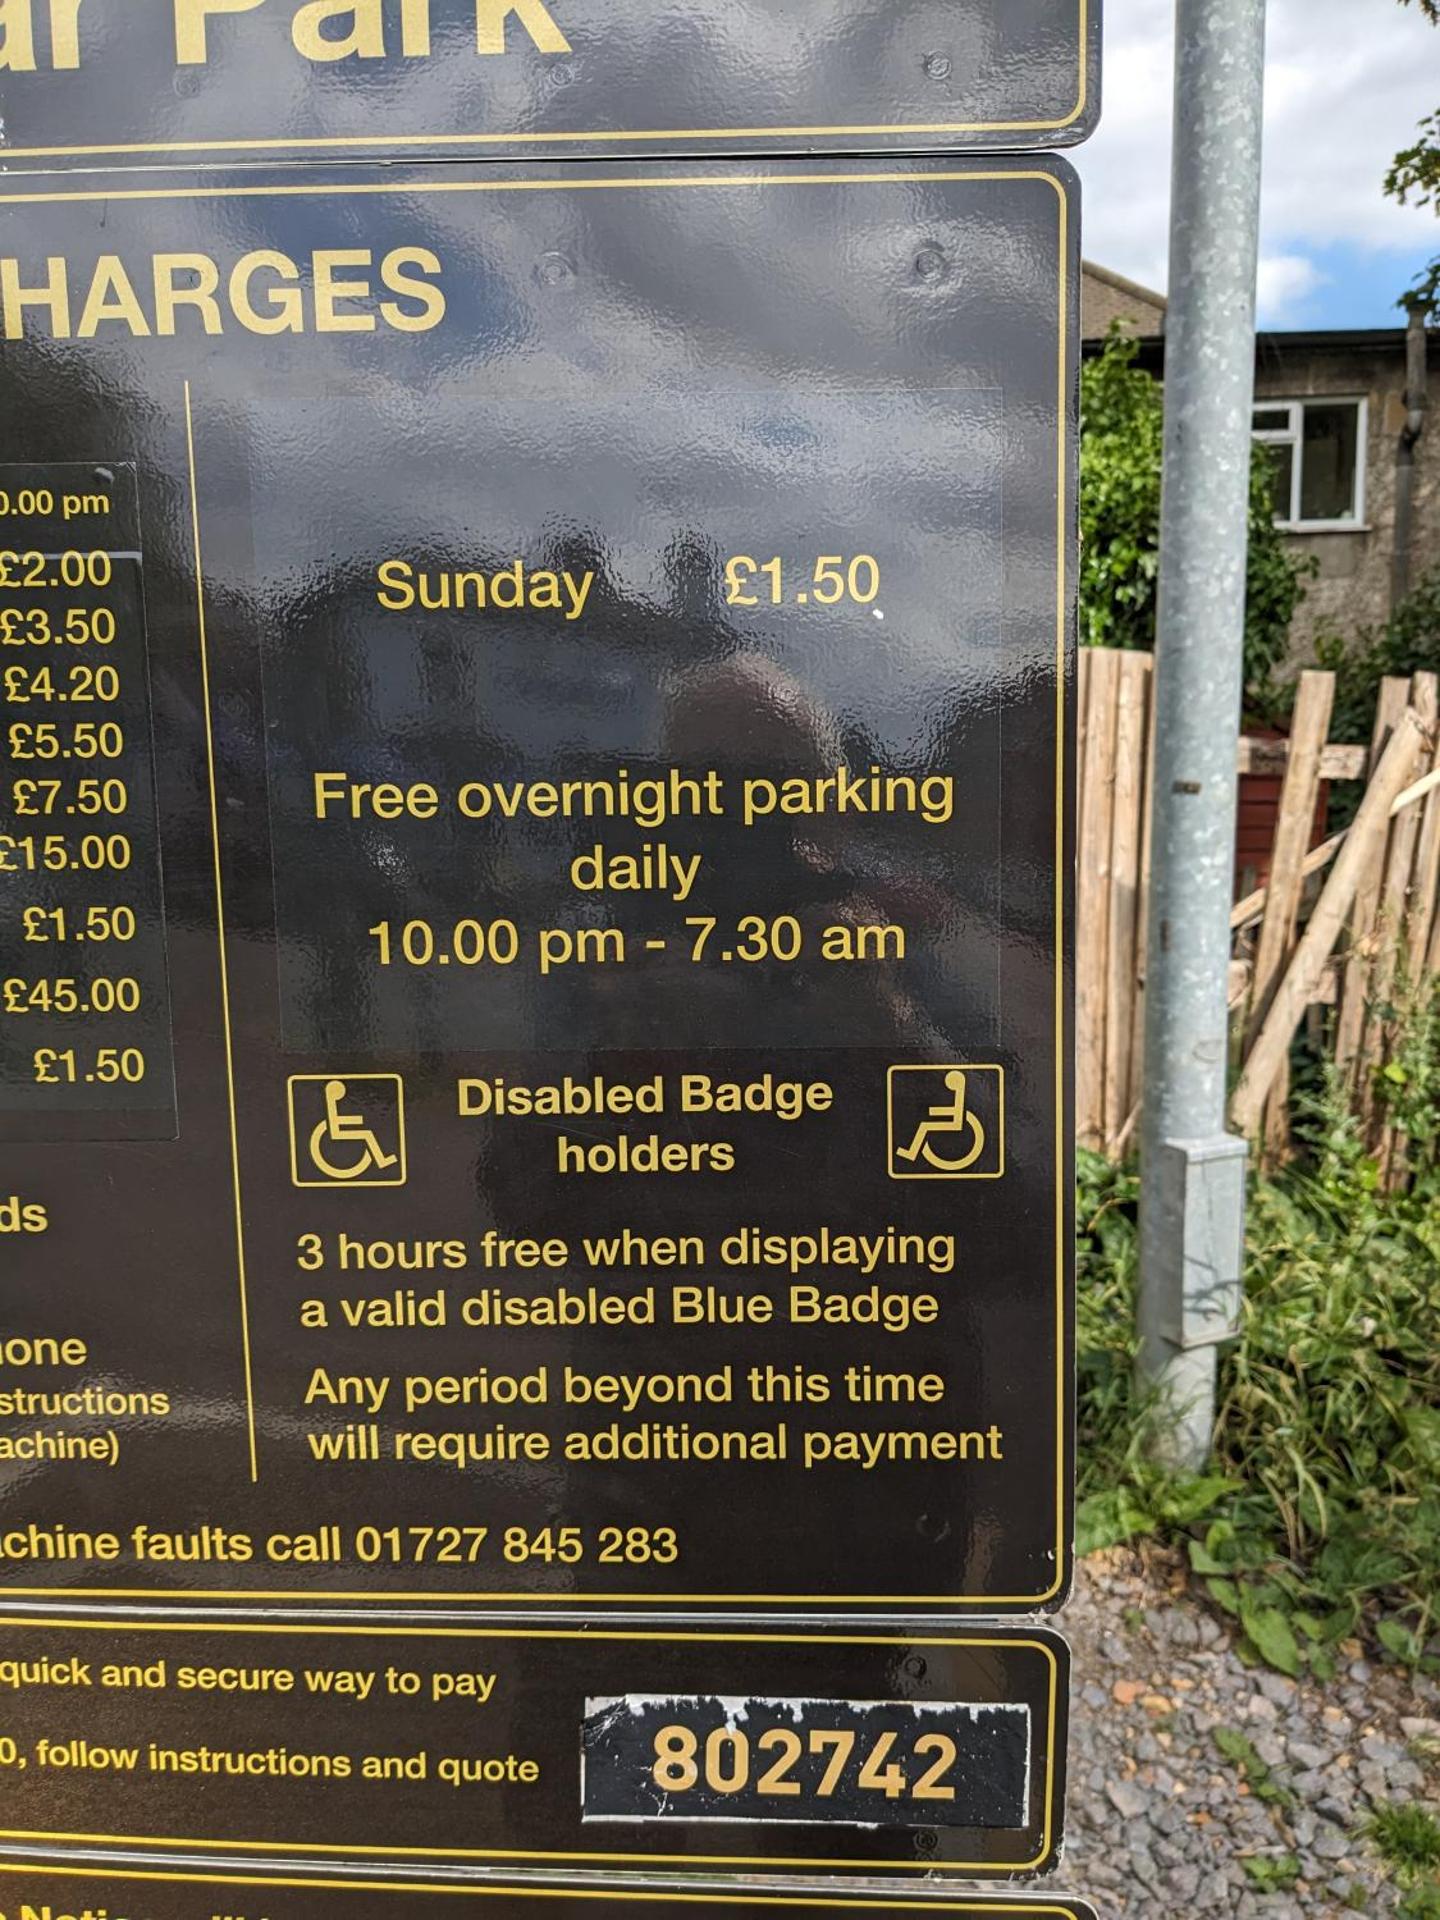 ar Park
HARGES
0.00 pm
£2.00
£3.50
£4.20
£5.50
£7.50
£15.00
£1.50
£45.00
£1.50
ds
one
structions
achine)
Sunday £1.50
Free overnight parking
daily
10.00 pm - 7.30 am
Disabled Badge
holders
3 hours free when displaying
a valid disabled Blue Badge
Any period beyond this time
will require additional payment
achine faults call 01727 845 283
quick and secure way to pay
0, follow instructions and quote
802742